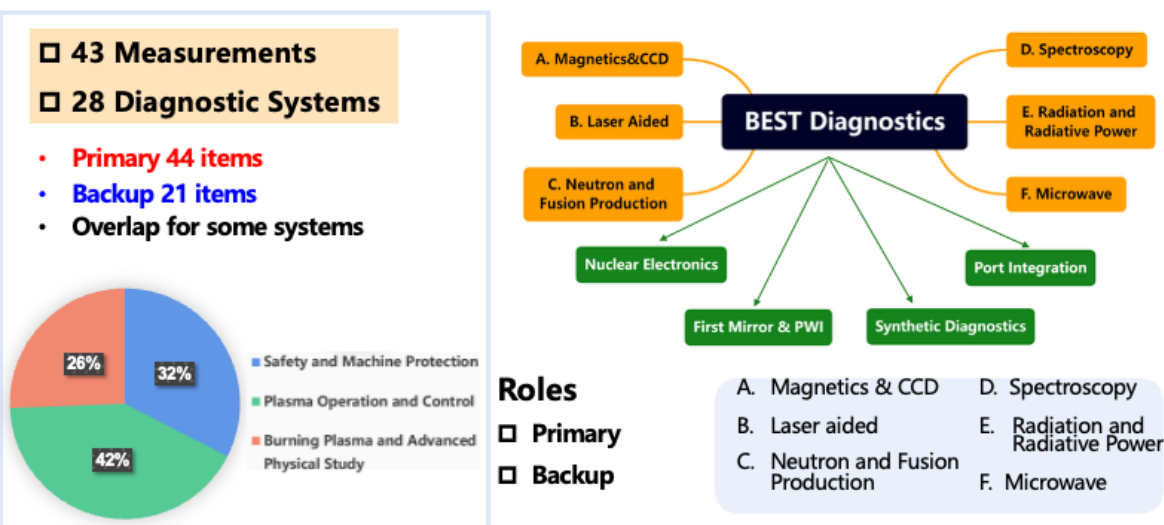 43 Measurements
28 Diagnostic Systems
• Primary 44 items
• Backup 21 items
• Overlap for some systems
26%
32%
42%
Safety and Machine Protection
Plasma Operation and Control
Burning Plasma and Advanced
Physical Study
A. Magnetics&CCD
B. Laser Aided
C. Neutron and
Fusion Production
BEST Diagnostics
D. Spectroscopy
E. Radiation and
Radiative Power
F. Microwave
Nuclear Electronics
First Mirror & PWI
Synthetic Diagnostics
Port Integration
Roles
Primary
Backup
A. Magnetics & CCD
B. Laser aided
C. Neutron and Fusion
Production
D. Spectroscopy
E. Radiation and
Radiative Power
F. Microwave